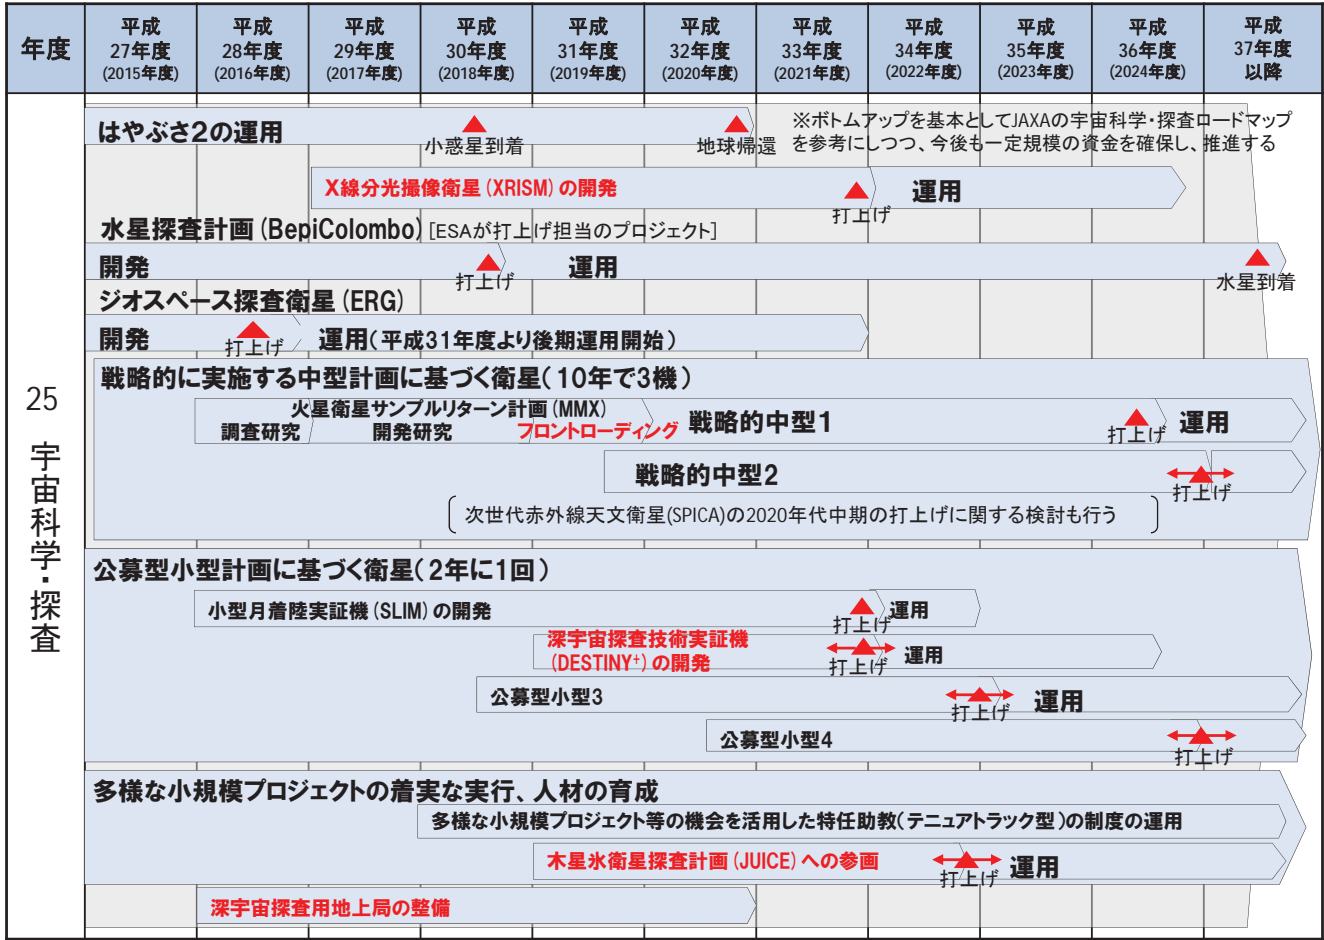 年度
平成
27年度
(2015年度)
平成
28年度
(2016年度)
平成
29年度
(2017年度)
平成
30年度
(2018年度)
平成
31年度
(2019年度)
平成
32年度
(2020年度)
平成
33年度
(2021年度)
平成
34年度
(2022年度)
平成
35年度
(2023年度)
平成
36年度
(2024年度)
平成
37年度
以降
25 宇宙科学・探査
はやぶさ2の運用
小惑星到着
地球帰還
※ボトムアップを基本としてJAXAの宇宙科学・探査ロードマップ
を参考にしつつ、今後も一定規模の資金を確保し、推進する
X線分光撮像衛星(XRISM)の開発
打上げ
運用
水星探査計画(BepiColombo)[ESAが打上げ担当のプロジェクト]
開発
打上げ
運用
水星到着
ジオスペース探査衛星(ERG)
開発
打上げ
運用(平成31年度より後期運用開始)
戦略的に実施する中型計画に基づく衛星(10年で3機)
火星衛星サンプルリターン計画(MMX)
調査研究
開発研究
フロントローディング
戦略的中型1
打上げ
運用
戦略的中型2
打上げ
次世代赤外線天文衛星(SPICA)の2020年代中期の打上げに関する検討も行う
公募型小型計画に基づく衛星(2年に1回)
小型月着陸実証機(SLIM)の開発
打上げ
運用
深宇宙探査技術実証機
(DESTINY+)の開発
打上げ
運用
公募型小型3
打上げ
運用
公募型小型4
打上げ
多様な小規模プロジェクトの着実な実行、人材の育成
多様な小規模プロジェクト等の機会を活用した特任助教(テニュアトラック型)の制度の運用
木星氷衛星探査計画(JUICE)への参画
打上げ
運用
深宇宙探査用地上局の整備